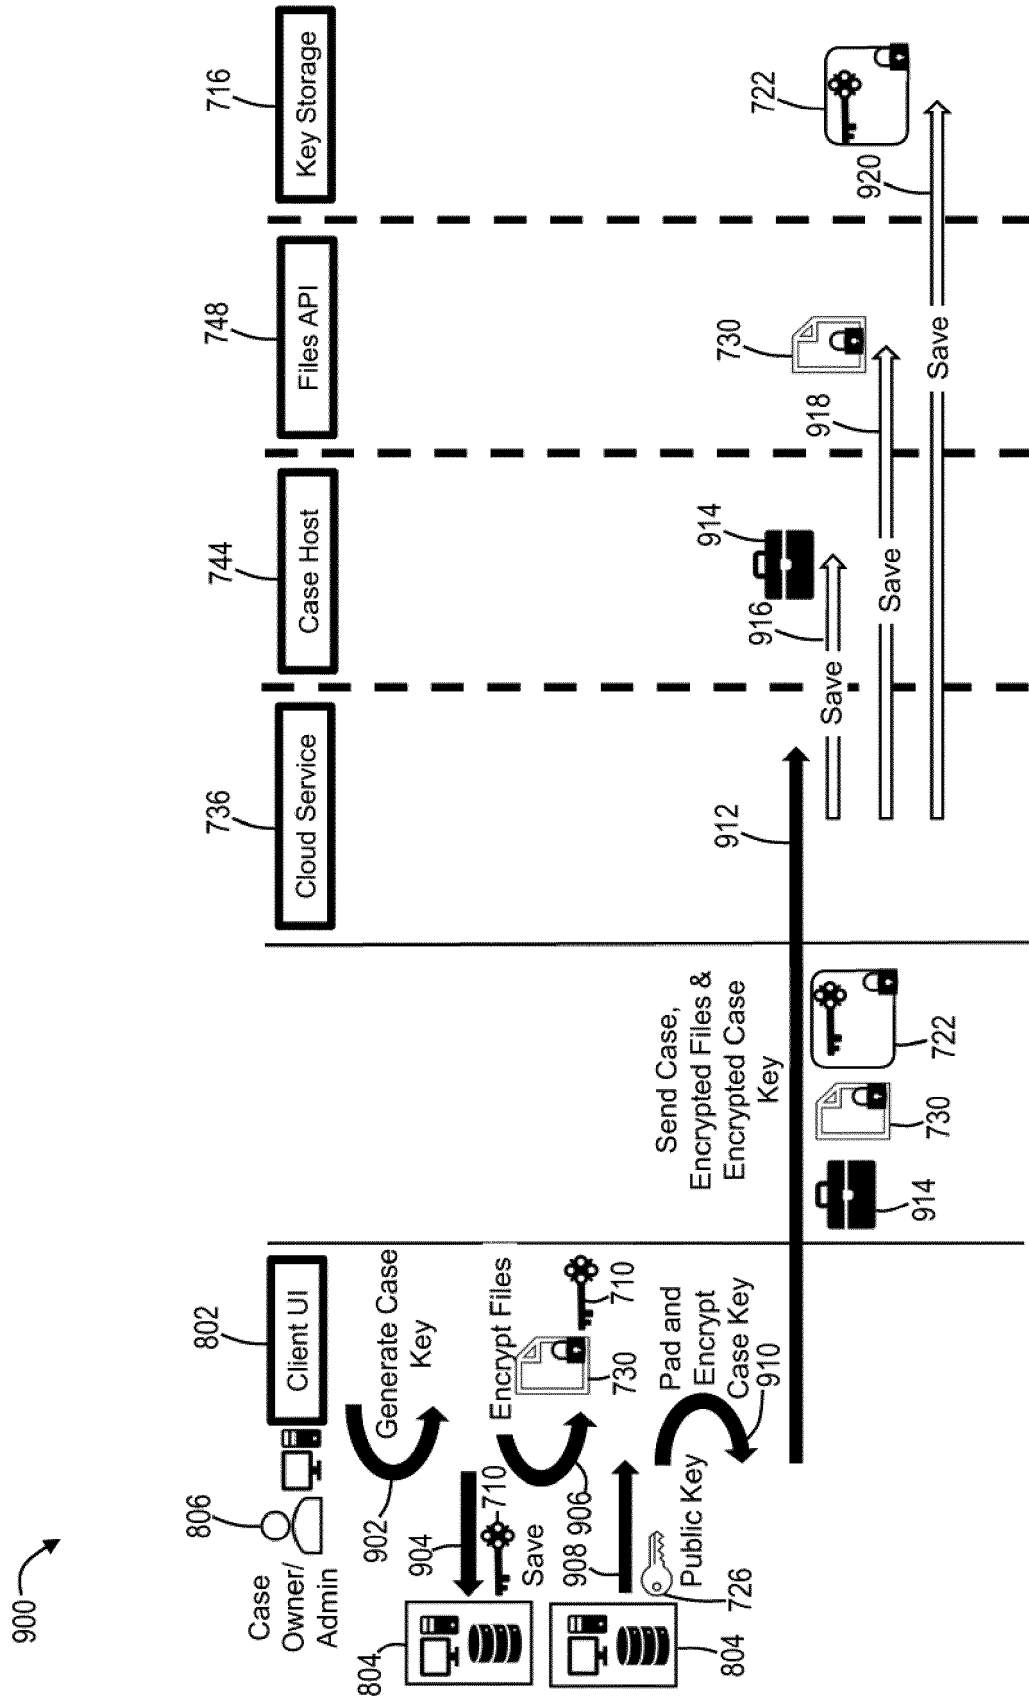 900
806
802
736
744
748
716
Case
Owner/
Admin
Client UI
Cloud Service
Case Host
Files API
Key Storage
902
Generate Case
Key
804
904
710
Save
Encrypt Files
906
730
710
804
908
726
Public Key
Pad and
Encrypt
Case Key
910
Send Case,
Encrypted Files &
Encrypted Case
Key
912
914
730
722
916
914
Save
918
730
Save
920
722
Save